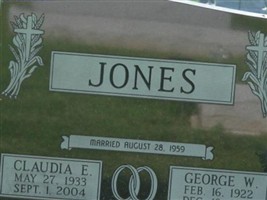 JONES
MARRIED AUGUST 28, 1959
CLAUDIA E.
MAY 27, 1933
SEPT. 1, 2004
GEORGE W.
FEB 16, 1922